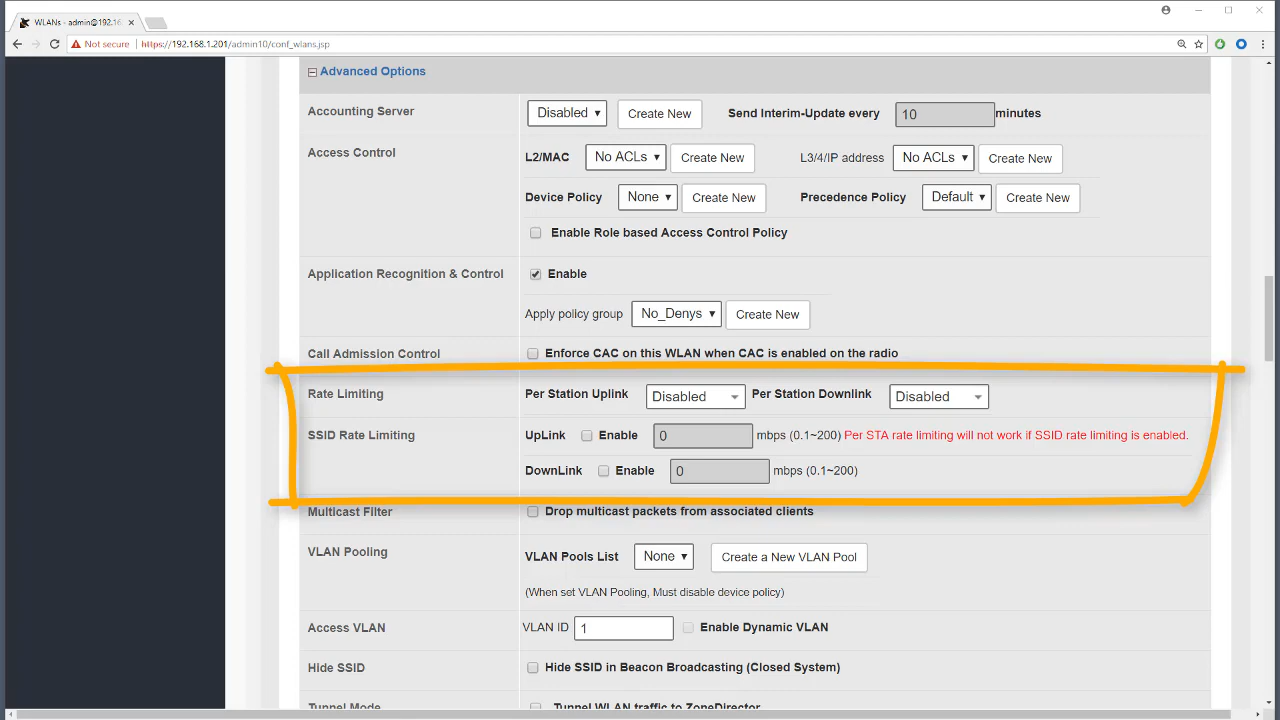 WLANs - admin@192.16
Not secure https://192.168.1.201/admin10/conf_wlans.jsp
Advanced Options
Accounting Server Disabled Create New Send Interim-Update every 10 minutes
Access Control L2/MAC No ACLs Create New L3/4/IP address No ACLs Create New
Device Policy None Create New Precedence Policy Default Create New
Enable Role based Access Control Policy
Application Recognition & Control Enable
Apply policy group No_Denys Create New
Call Admission Control Enforce CAC on this WLAN when CAC is enabled on the radio
Rate Limiting Per Station Uplink Disabled Per Station Downlink Disabled
SSID Rate Limiting UpLink Enable 0 mbps (0.1~200) Per STA rate limiting will not work if SSID rate limiting is enabled.
DownLink Enable 0 mbps (0.1~200)
Multicast Filter Drop multicast packets from associated clients
VLAN Pooling VLAN Pools List None Create a New VLAN Pool
(When set VLAN Pooling, Must disable device policy)
Access VLAN VLAN ID 1 Enable Dynamic VLAN
Hide SSID Hide SSID in Beacon Broadcasting (Closed System)
Tunnel Mode Tunnel WLAN traffic to ZoneDirector